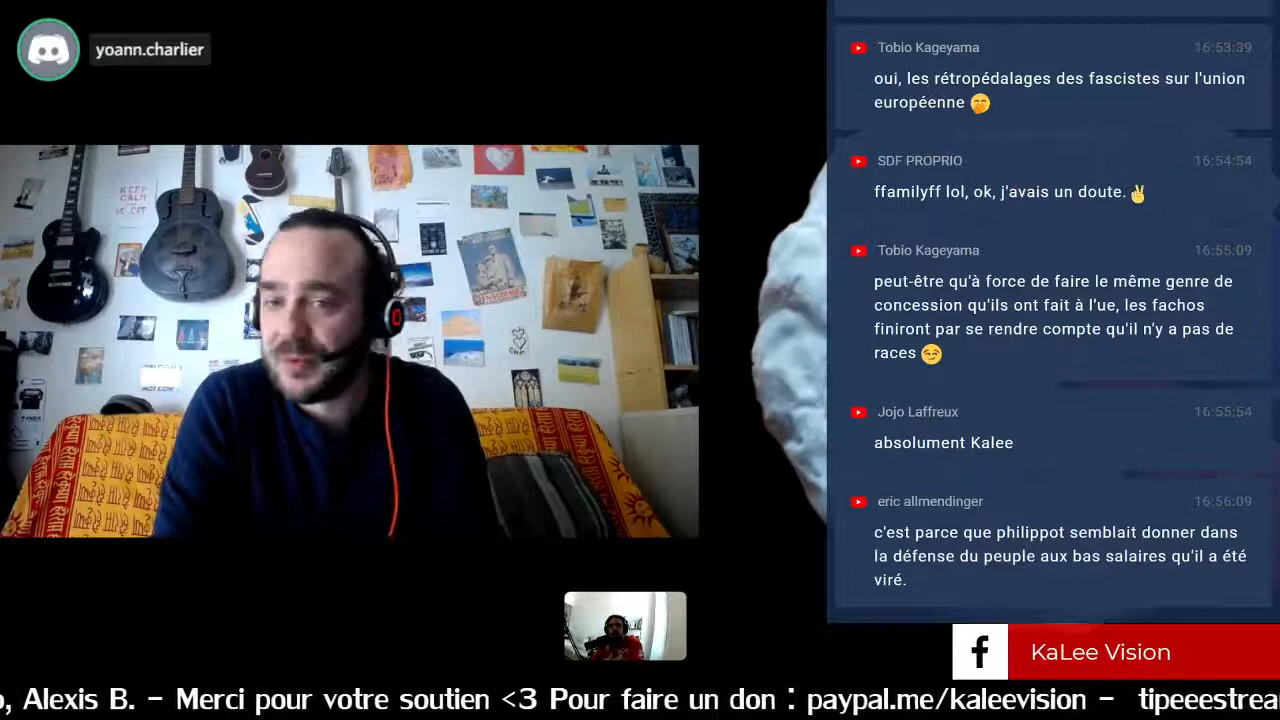 yoann.charlier
Tobio Kageyama 16:53:39
oui, les rétropédalages des fascistes sur l'union
européenne 🤭
SDF PROPRIO 16:54:54
ffamilyff lol, ok, j'avais un doute.✌️
Tobio Kageyama 16:55:09
peut-être qu'à force de faire le même genre de
concession qu'ils ont fait à l'ue, les fachos
finiront par se rendre compte qu'il n'y a pas de
races 😏
Jojo Laffreux 16:55:54
absolument Kalee
eric allmendinger 16:56:09
c'est parce que philippot semblait donner dans
la défense du peuple aux bas salaires qu'il a été
viré.
KEEP
CALM
INSOMNIES
KaLee Vision
o, Alexis B. - Merci pour votre soutien <3 Pour faire un don : paypal.me/kaleevision - tipeeestrea